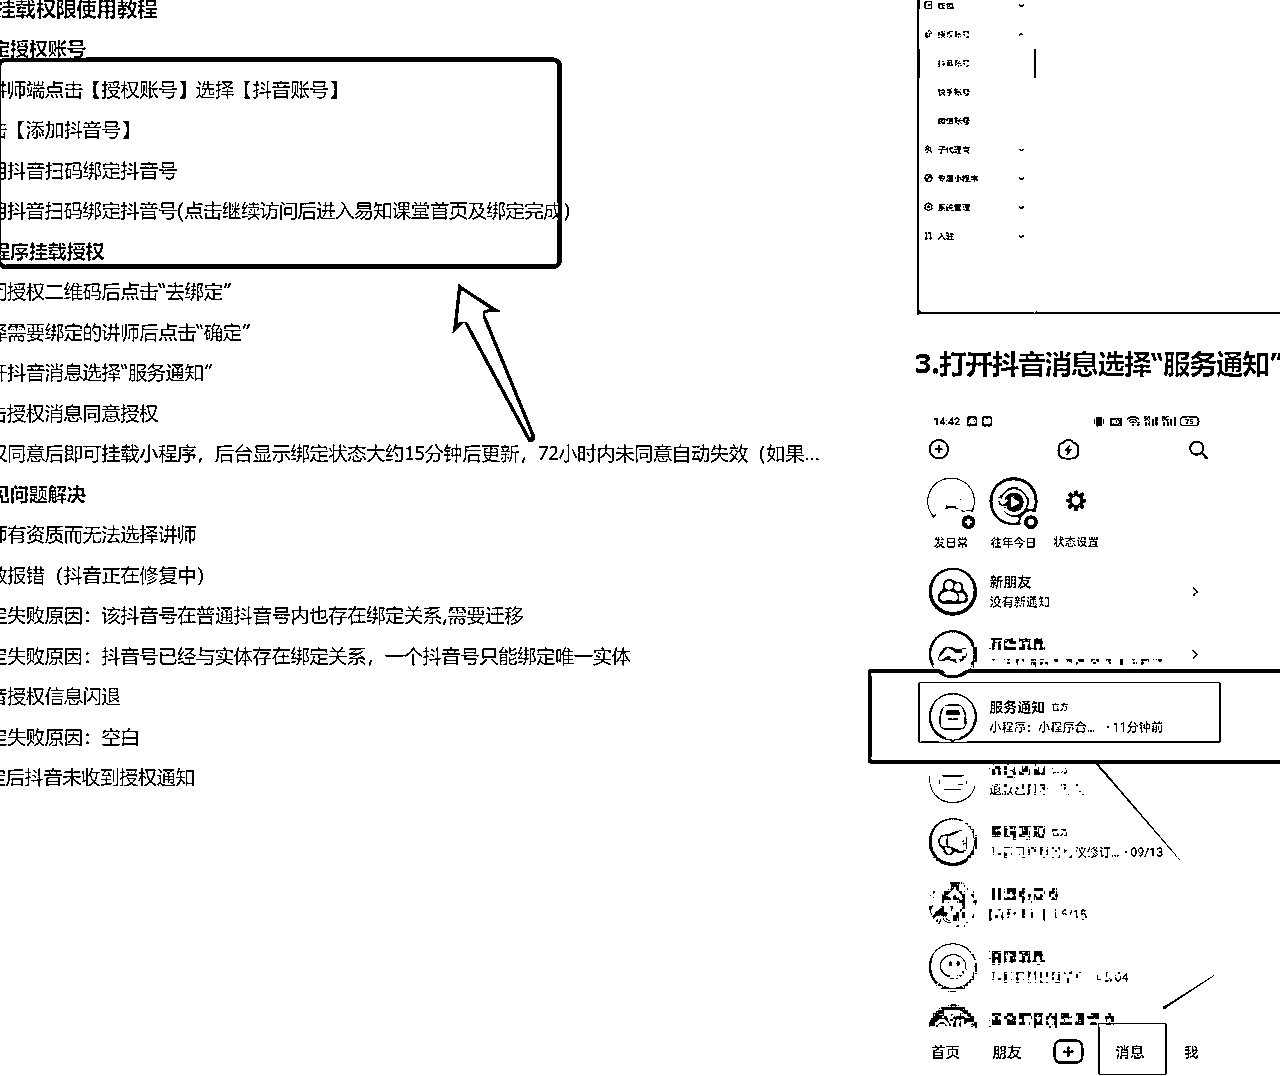 挂载权限使用教程
定授权账号
讲师端点击【授权账号】选择【抖音账号】
击【添加抖音号】
用抖音扫码绑定抖音号
用抖音扫码绑定抖音号(点击继续访问后进入易知课堂首页及绑定完成)
程序挂载授权
闭授权二维码后点击“去绑定”
择需要绑定的讲师后点击“确定”
开抖音消息选择“服务通知”
击授权消息同意授权
权同意后即可挂载小程序，后台显示绑定状态大约15分钟后更新，72小时内未同意自动失效（如果...
见问题解决
师有资质而无法选择讲师
数报错（抖音正在修复中）
定失败原因：该抖音号在普通抖音号内也存在绑定关系,需要迁移
定失败原因：抖音号已经与实体存在绑定关系，一个抖音号只能绑定唯一实体
音授权信息闪退
定失败原因：空白
定后抖音未收到授权通知
授权账号
抖音账号
快手账号
微信账号
子代理商
专属小程序
系统管理
入驻
3.打开抖音消息选择“服务通知”
14:42
75
发日常
往年今日
状态设置
新朋友
没有新通知
服务通知 官方
小程序：小程序合... · 11分钟前
官方
议修订... · 09/13
首页
朋友
消息
我